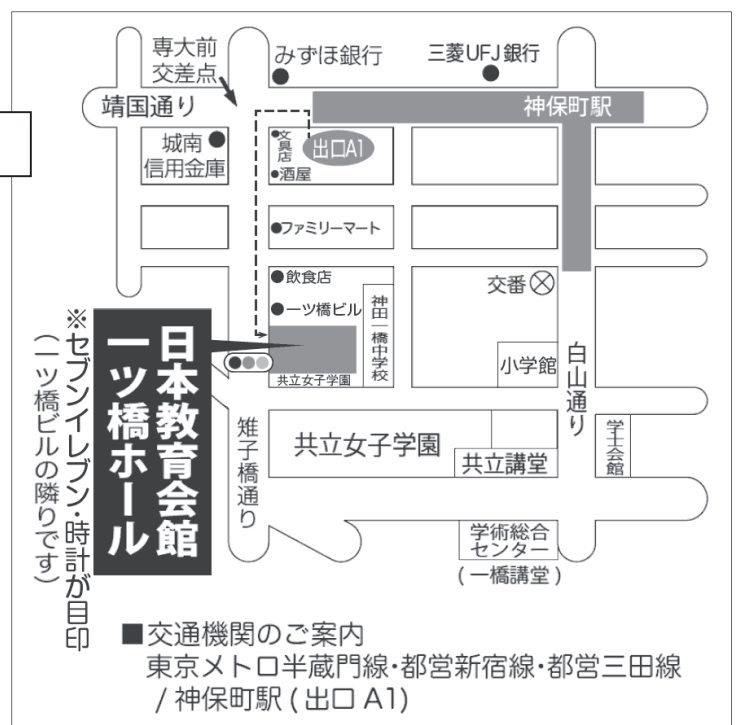 専大前
交差点
みずほ銀行
三菱UFJ銀行
靖国通り
神保町駅
城南
信用金庫
文具店
出口A1
酒屋
ファミリーマート
飲食店
一ツ橋ビル
神田一橋中学校
交番
共立女子学園
小学館
白山通り
日本教育会館
一ツ橋ホール
※セブンイレブン・時計が目印
(一ツ橋ビルの隣りです)
雉子橋通り
共立女子学園
共立講堂
学士会館
学術総合
センター
(一橋講堂)
■交通機関のご案内
東京メトロ半蔵門線・都営新宿線・都営三田線
/ 神保町駅 ( 出口 A1)